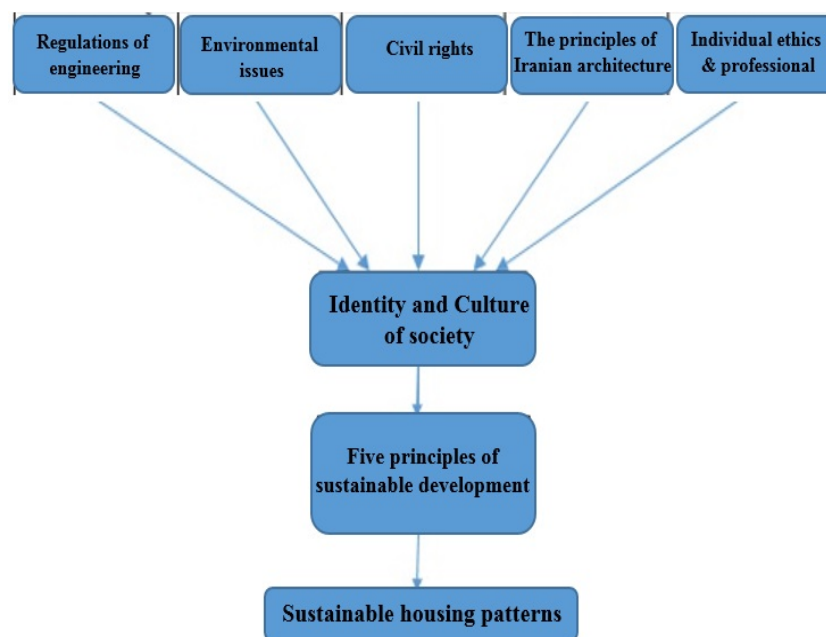 Regulations of
engineering
Environmental
issues
Civil rights
The principles of
Iranian architecture
Individual ethics
& professional
Identity and Culture
of society
Five principles of
sustainable development
Sustainable housing patterns